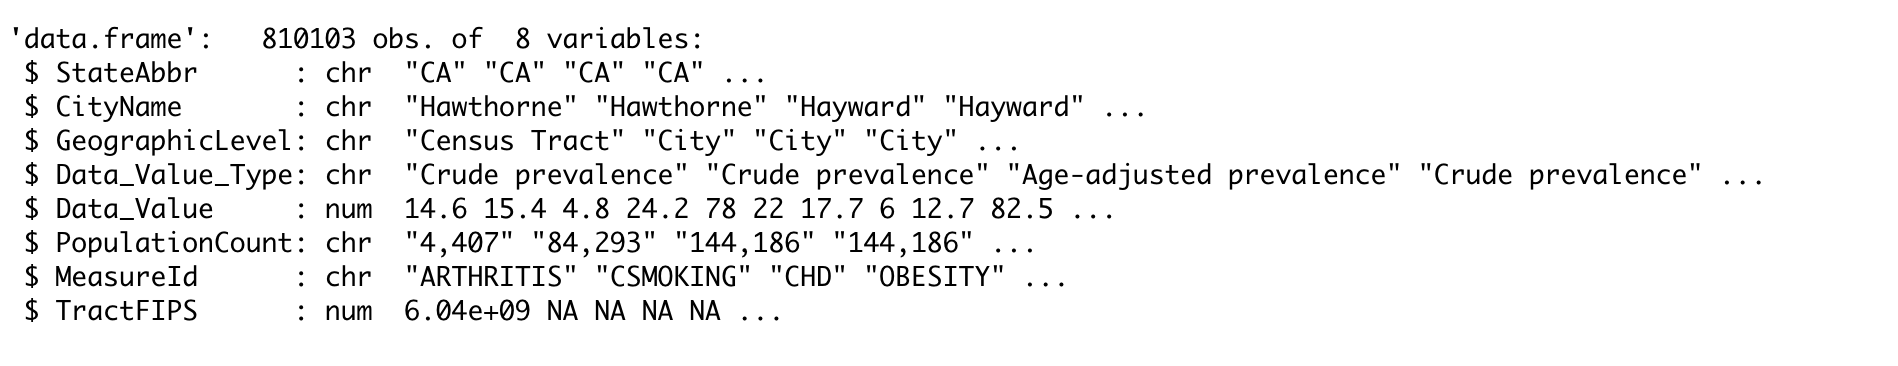 'data.frame':   810103 obs. of  8 variables:
 $ StateAbbr      : chr  "CA" "CA" "CA" "CA" ...
 $ CityName       : chr  "Hawthorne" "Hawthorne" "Hayward" "Hayward" ...
 $ GeographicLevel: chr  "Census Tract" "City" "City" "City" ...
 $ Data_Value_Type: chr  "Crude prevalence" "Crude prevalence" "Age-adjusted prevalence" "Crude prevalence" ...
 $ Data_Value     : num  14.6 15.4 4.8 24.2 78 22 17.7 6 12.7 82.5 ...
 $ PopulationCount: chr  "4,407" "84,293" "144,186" "144,186" ...
 $ MeasureId      : chr  "ARTHRITIS" "CSMOKING" "CHD" "OBESITY" ...
 $ TractFIPS      : num  6.04e+09 NA NA NA NA ...